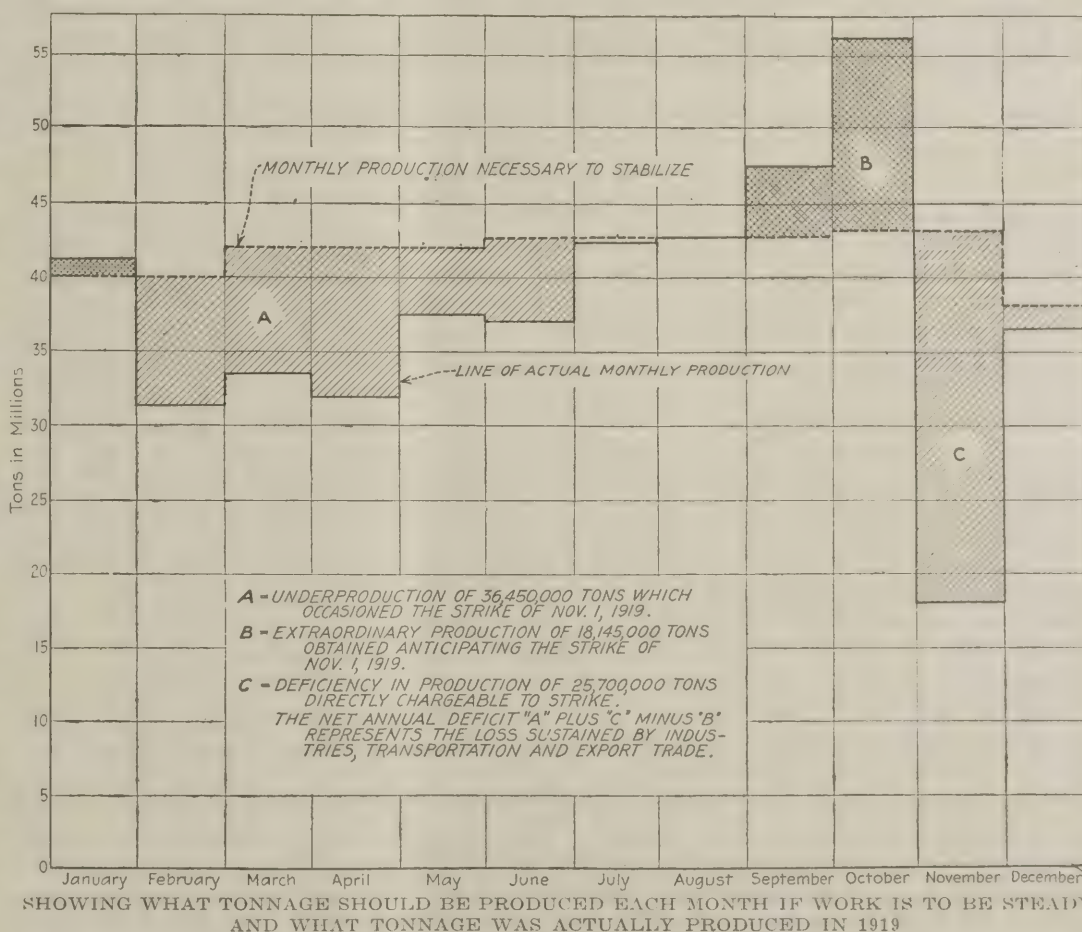 55
50
45
40
35
30
25
20
15
10
5
0
Tons in Millions
MONTHLY PRODUCTION NECESSARY TO STABILIZE
B
A
LINE OF ACTUAL MONTHLY PRODUCTION
C
A = UNDERPRODUCTION OF 36,450,000 TONS WHICH
OCCASIONED THE STRIKE OF NOV. 1, 1919.
B = EXTRAORDINARY PRODUCTION OF 18,145,000 TONS
OBTAINED ANTICIPATING THE STRIKE OF
NOV. 1, 1919.
C = DEFICIENCY IN PRODUCTION OF 25,700,000 TONS
DIRECTLY CHARGEABLE TO STRIKE.
THE NET ANNUAL DEFICIT "A" PLUS "C" MINUS "B"
REPRESENTS THE LOSS SUSTAINED BY INDUS-
TRIES, TRANSPORTATION AND EXPORT TRADE.
January February March April May June July August September October November December
SHOWING WHAT TONNAGE SHOULD BE PRODUCED EACH MONTH IF WORK IS TO BE STEADY
AND WHAT TONNAGE WAS ACTUALLY PRODUCED IN 1919